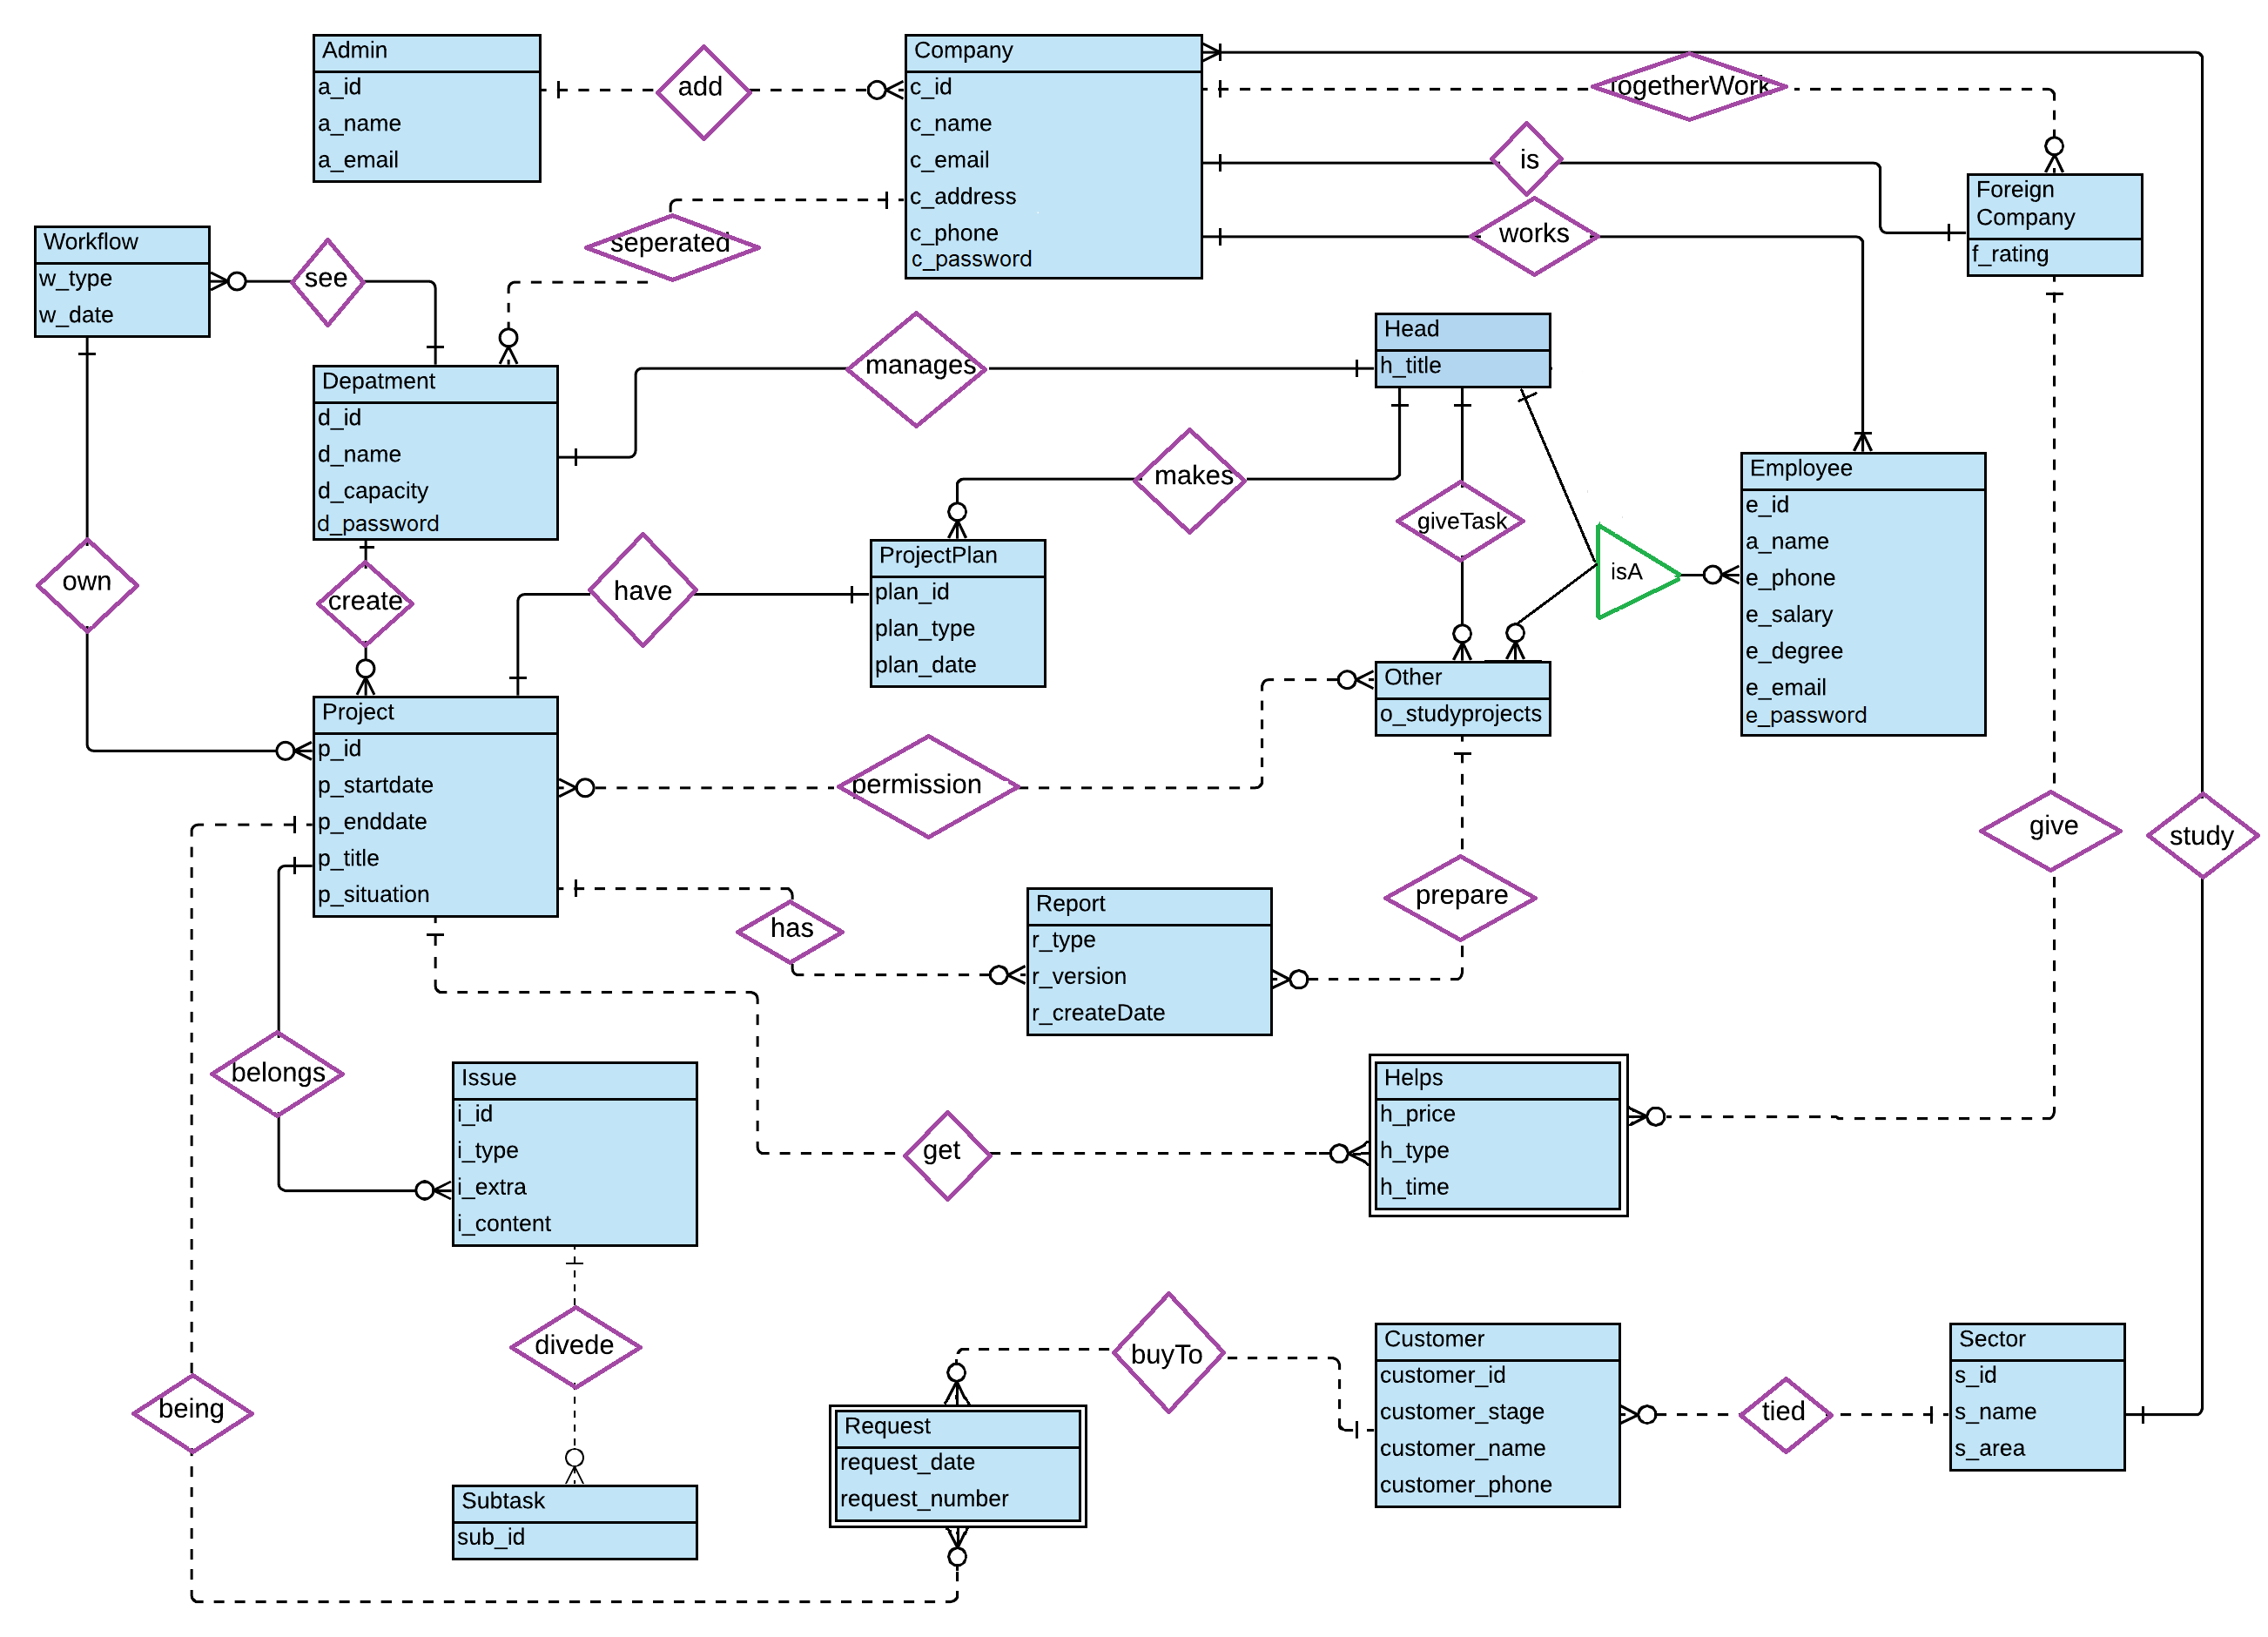 Admin
a_id
a_name
a_email
add
Company
c_id
c_name
c_email
c_address
c_phone
c_password
togetherWork
is
works
Foreign
Company
f_rating
seperated
Workflow
w_type
w_date
see
Depatment
d_id
d_name
d_capacity
d_password
manages
Head
h_title
makes
giveTask
isA
Employee
e_id
a_name
e_phone
e_salary
e_degree
e_email
e_password
own
create
have
ProjectPlan
plan_id
plan_type
plan_date
Other
o_studyprojects
Project
p_id
p_startdate
p_enddate
p_title
p_situation
permission
give
study
prepare
has
Report
r_type
r_version
r_createDate
belongs
Issue
i_id
i_type
i_extra
i_content
get
Helps
h_price
h_type
h_time
divede
being
buyTo
Customer
customer_id
customer_stage
customer_name
customer_phone
tied
Sector
s_id
s_name
s_area
Request
request_date
request_number
Subtask
sub_id